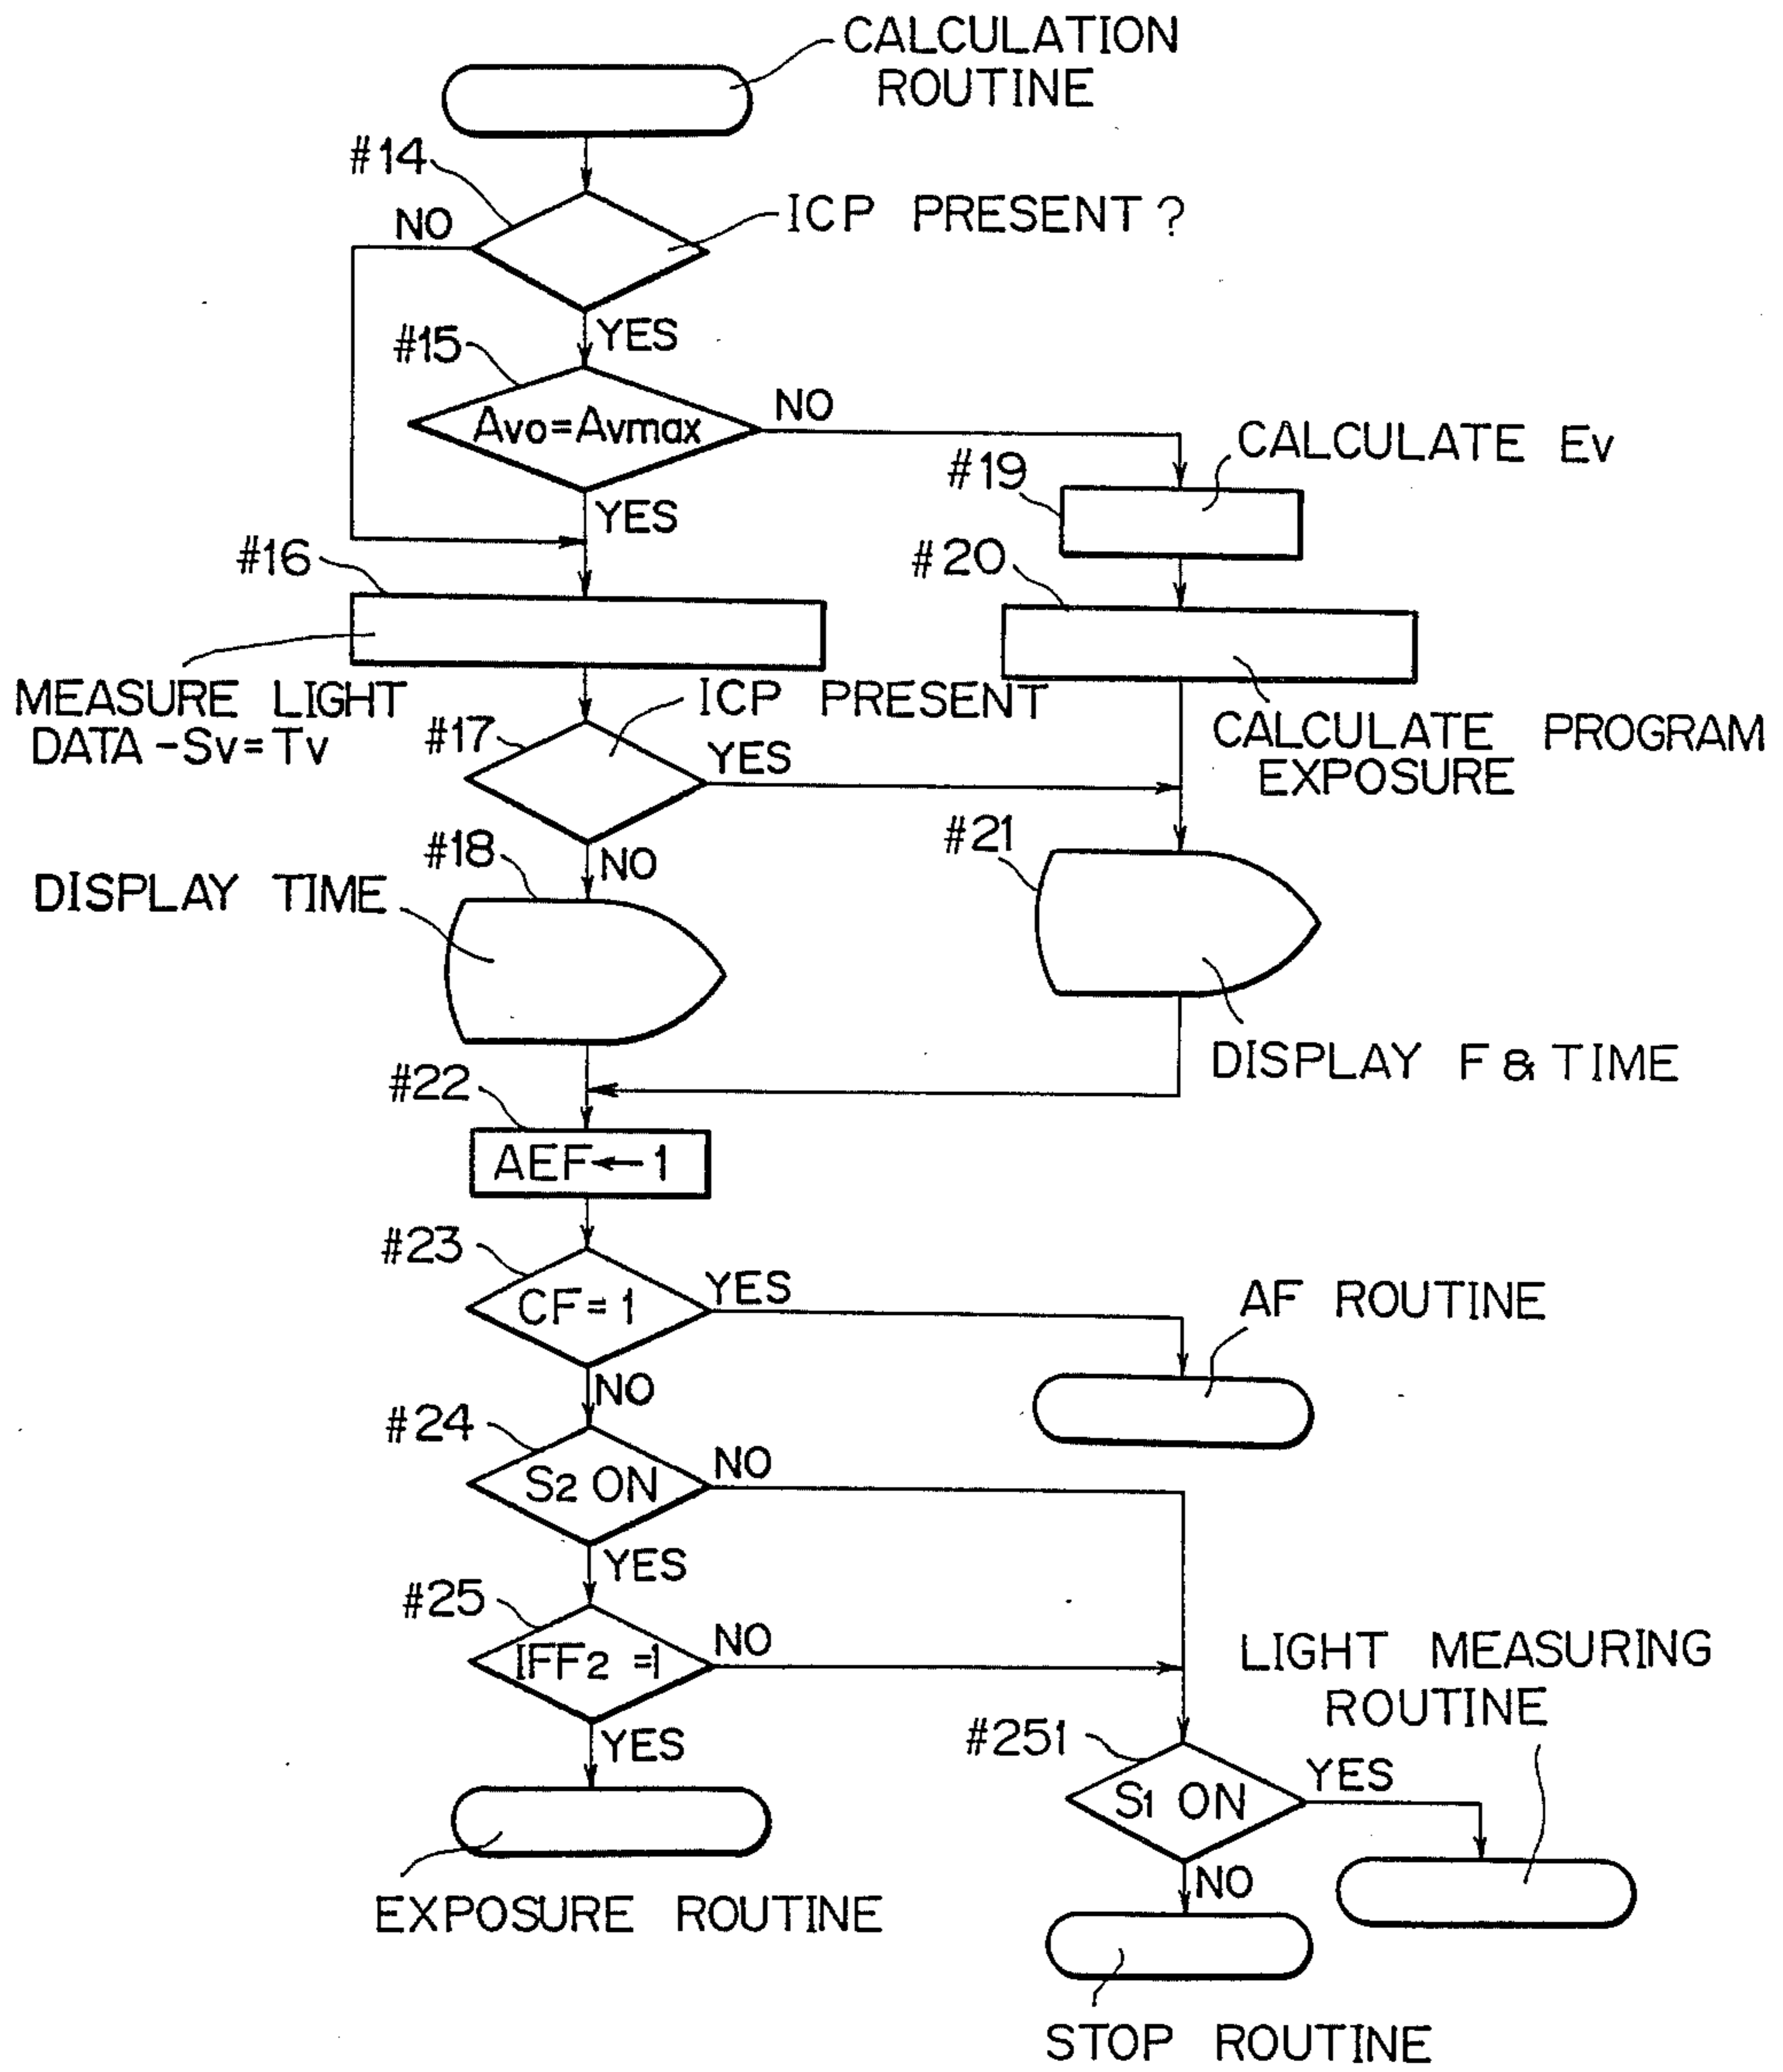 CALCULATION
ROUTINE
#14
NO
ICP PRESENT?
YES
#15
Avo=Avmax
NO
CALCULATE Ev
#19
YES
#16
#20
MEASURE LIGHT
DATA-Sv=Tv
ICP PRESENT
#17
YES
CALCULATE PROGRAM
EXPOSURE
#18
NO
#21
DISPLAY TIME
DISPLAY F & TIME
#22
AEF←1
#23
CF=1
YES
AF ROUTINE
NO
#24
S2 ON
NO
YES
#25
IFF2=1
NO
LIGHT MEASURING
ROUTINE
YES
#251
S1 ON
YES
EXPOSURE ROUTINE
NO
STOP ROUTINE